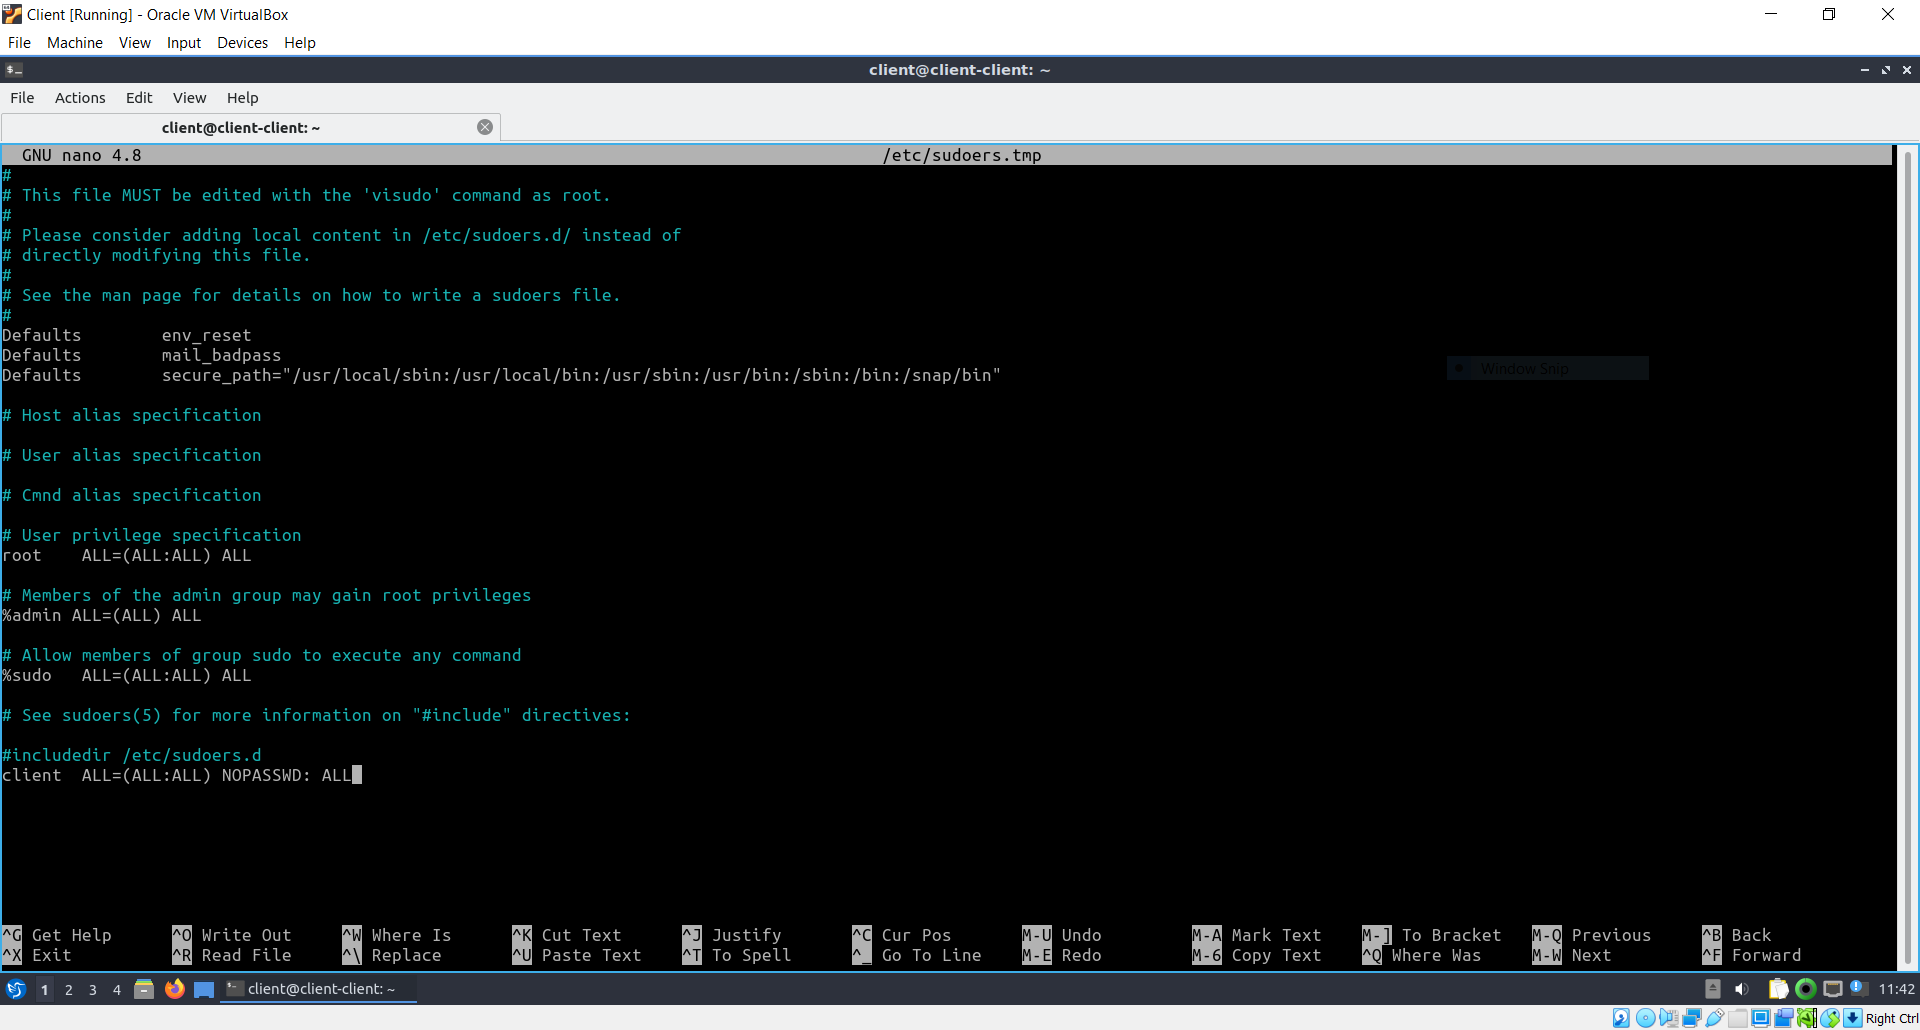 Client [Running] - Oracle VM VirtualBox
File Machine View Input Devices Help
client@client-client: ~
File Actions Edit View Help
client@client-client: ~
GNU nano 4.8 /etc/sudoers.tmp
#
# This file MUST be edited with the 'visudo' command as root.
#
# Please consider adding local content in /etc/sudoers.d/ instead of
# directly modifying this file.
#
# See the man page for details on how to write a sudoers file.
#
Defaults env_reset
Defaults mail_badpass
Defaults secure_path="/usr/local/sbin:/usr/local/bin:/usr/sbin:/usr/bin:/sbin:/bin:/snap/bin"
Window Snip
# Host alias specification
# User alias specification
# Cmnd alias specification
# User privilege specification
root ALL=(ALL:ALL) ALL
# Members of the admin group may gain root privileges
%admin ALL=(ALL) ALL
# Allow members of group sudo to execute any command
%sudo ALL=(ALL:ALL) ALL
# See sudoers(5) for more information on "#include" directives:
#includedir /etc/sudoers.d
client ALL=(ALL:ALL) NOPASSWD: ALL
^G Get Help ^O Write Out ^W Where Is ^K Cut Text ^J Justify ^C Cur Pos M-U Undo M-A Mark Text M-] To Bracket M-Q Previous ^B Back
^X Exit ^R Read File ^\ Replace ^U Paste Text ^T To Spell ^_ Go To Line M-E Redo M-6 Copy Text ^Q Where Was M-W Next ^F Forward
1 2 3 4 client@client-client: ~ 11:42
Right Ctrl